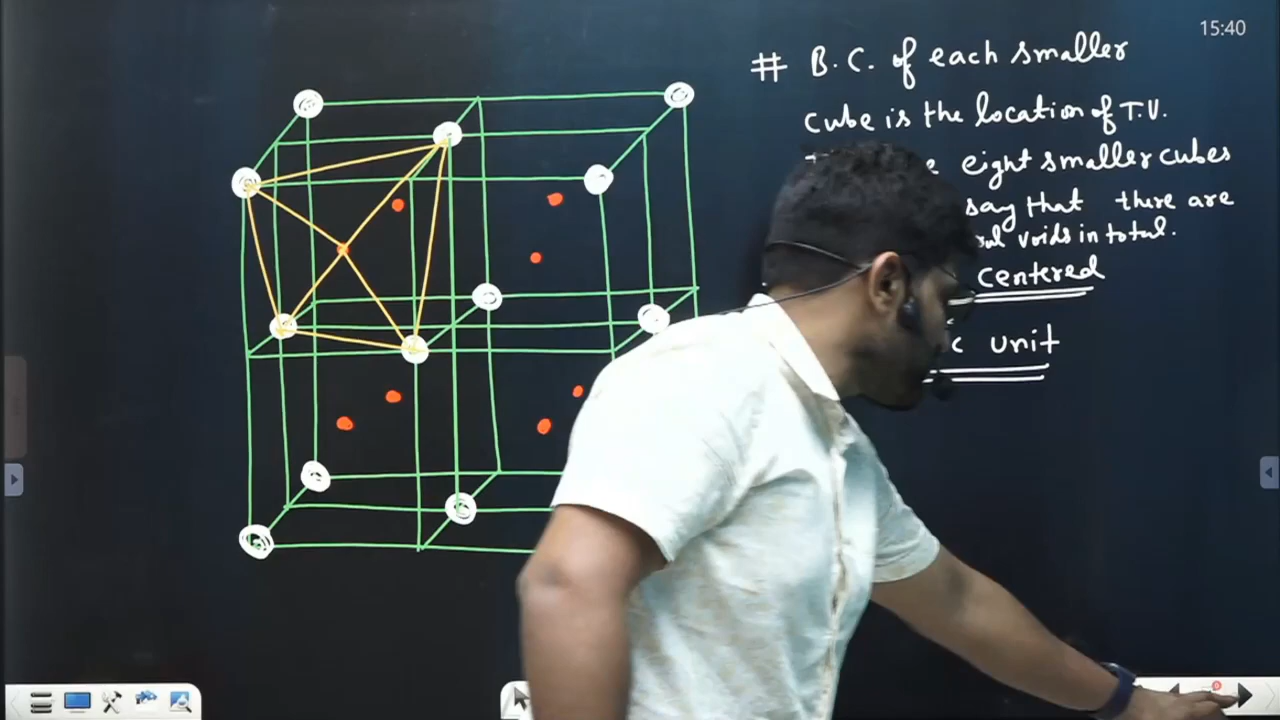 15:40
# B.C. of each smaller
cube is the location of T.V.
eight smaller cubes
say that there are
voids in total.
centered
unit